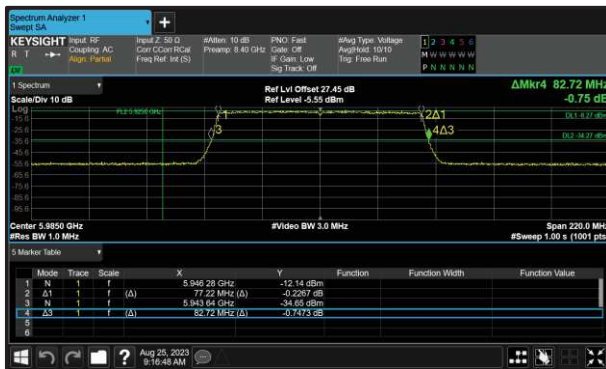 Spectrum Analyzer 1
Swept SA
+
KEYSIGHT Input: RF Input Z: 50 Ω #Atten: 10 dB PNO: Fast #Avg Type: Voltage 1 2 3 4 5 6
R T Coupling: AC Corr CCorr RCal Preamp: 8.40 GHz Gate: Off Avg|Hold: 10/10 M W W W W W
Align: Partial Freq Ref: Int (S) IF Gain: Low Trig: Free Run
Sig Track: Off P N N N N N
1 Spectrum Ref Lvl Offset 27.45 dB ΔMkr4 82.72 MHz
Scale/Div 10 dB Ref Level -5.55 dBm -0.75 dB
Log
-15.6 1 2Δ1
-25.6 3 4Δ3
-45.6
-55.6
-65.6
-75.6
-85.6
-95.6
Center 5.9850 GHz #Video BW 3.0 MHz Span 220.0 MHz
#Res BW 1.0 MHz #Sweep 1.00 s (1001 pts)
5 Marker Table
Mode Trace Scale X Y Function Function Width Function Value
1 N 1 f 5.946 28 GHz -12.14 dBm
2 Δ1 1 f (Δ) 77.22 MHz (Δ) -0.2267 dB
3 N 1 f 5.943 64 GHz -34.65 dBm
4 Δ3 1 f (Δ) 82.72 MHz (Δ) -0.7473 dB
5
6
? Aug 25, 2023
9:16:48 AM